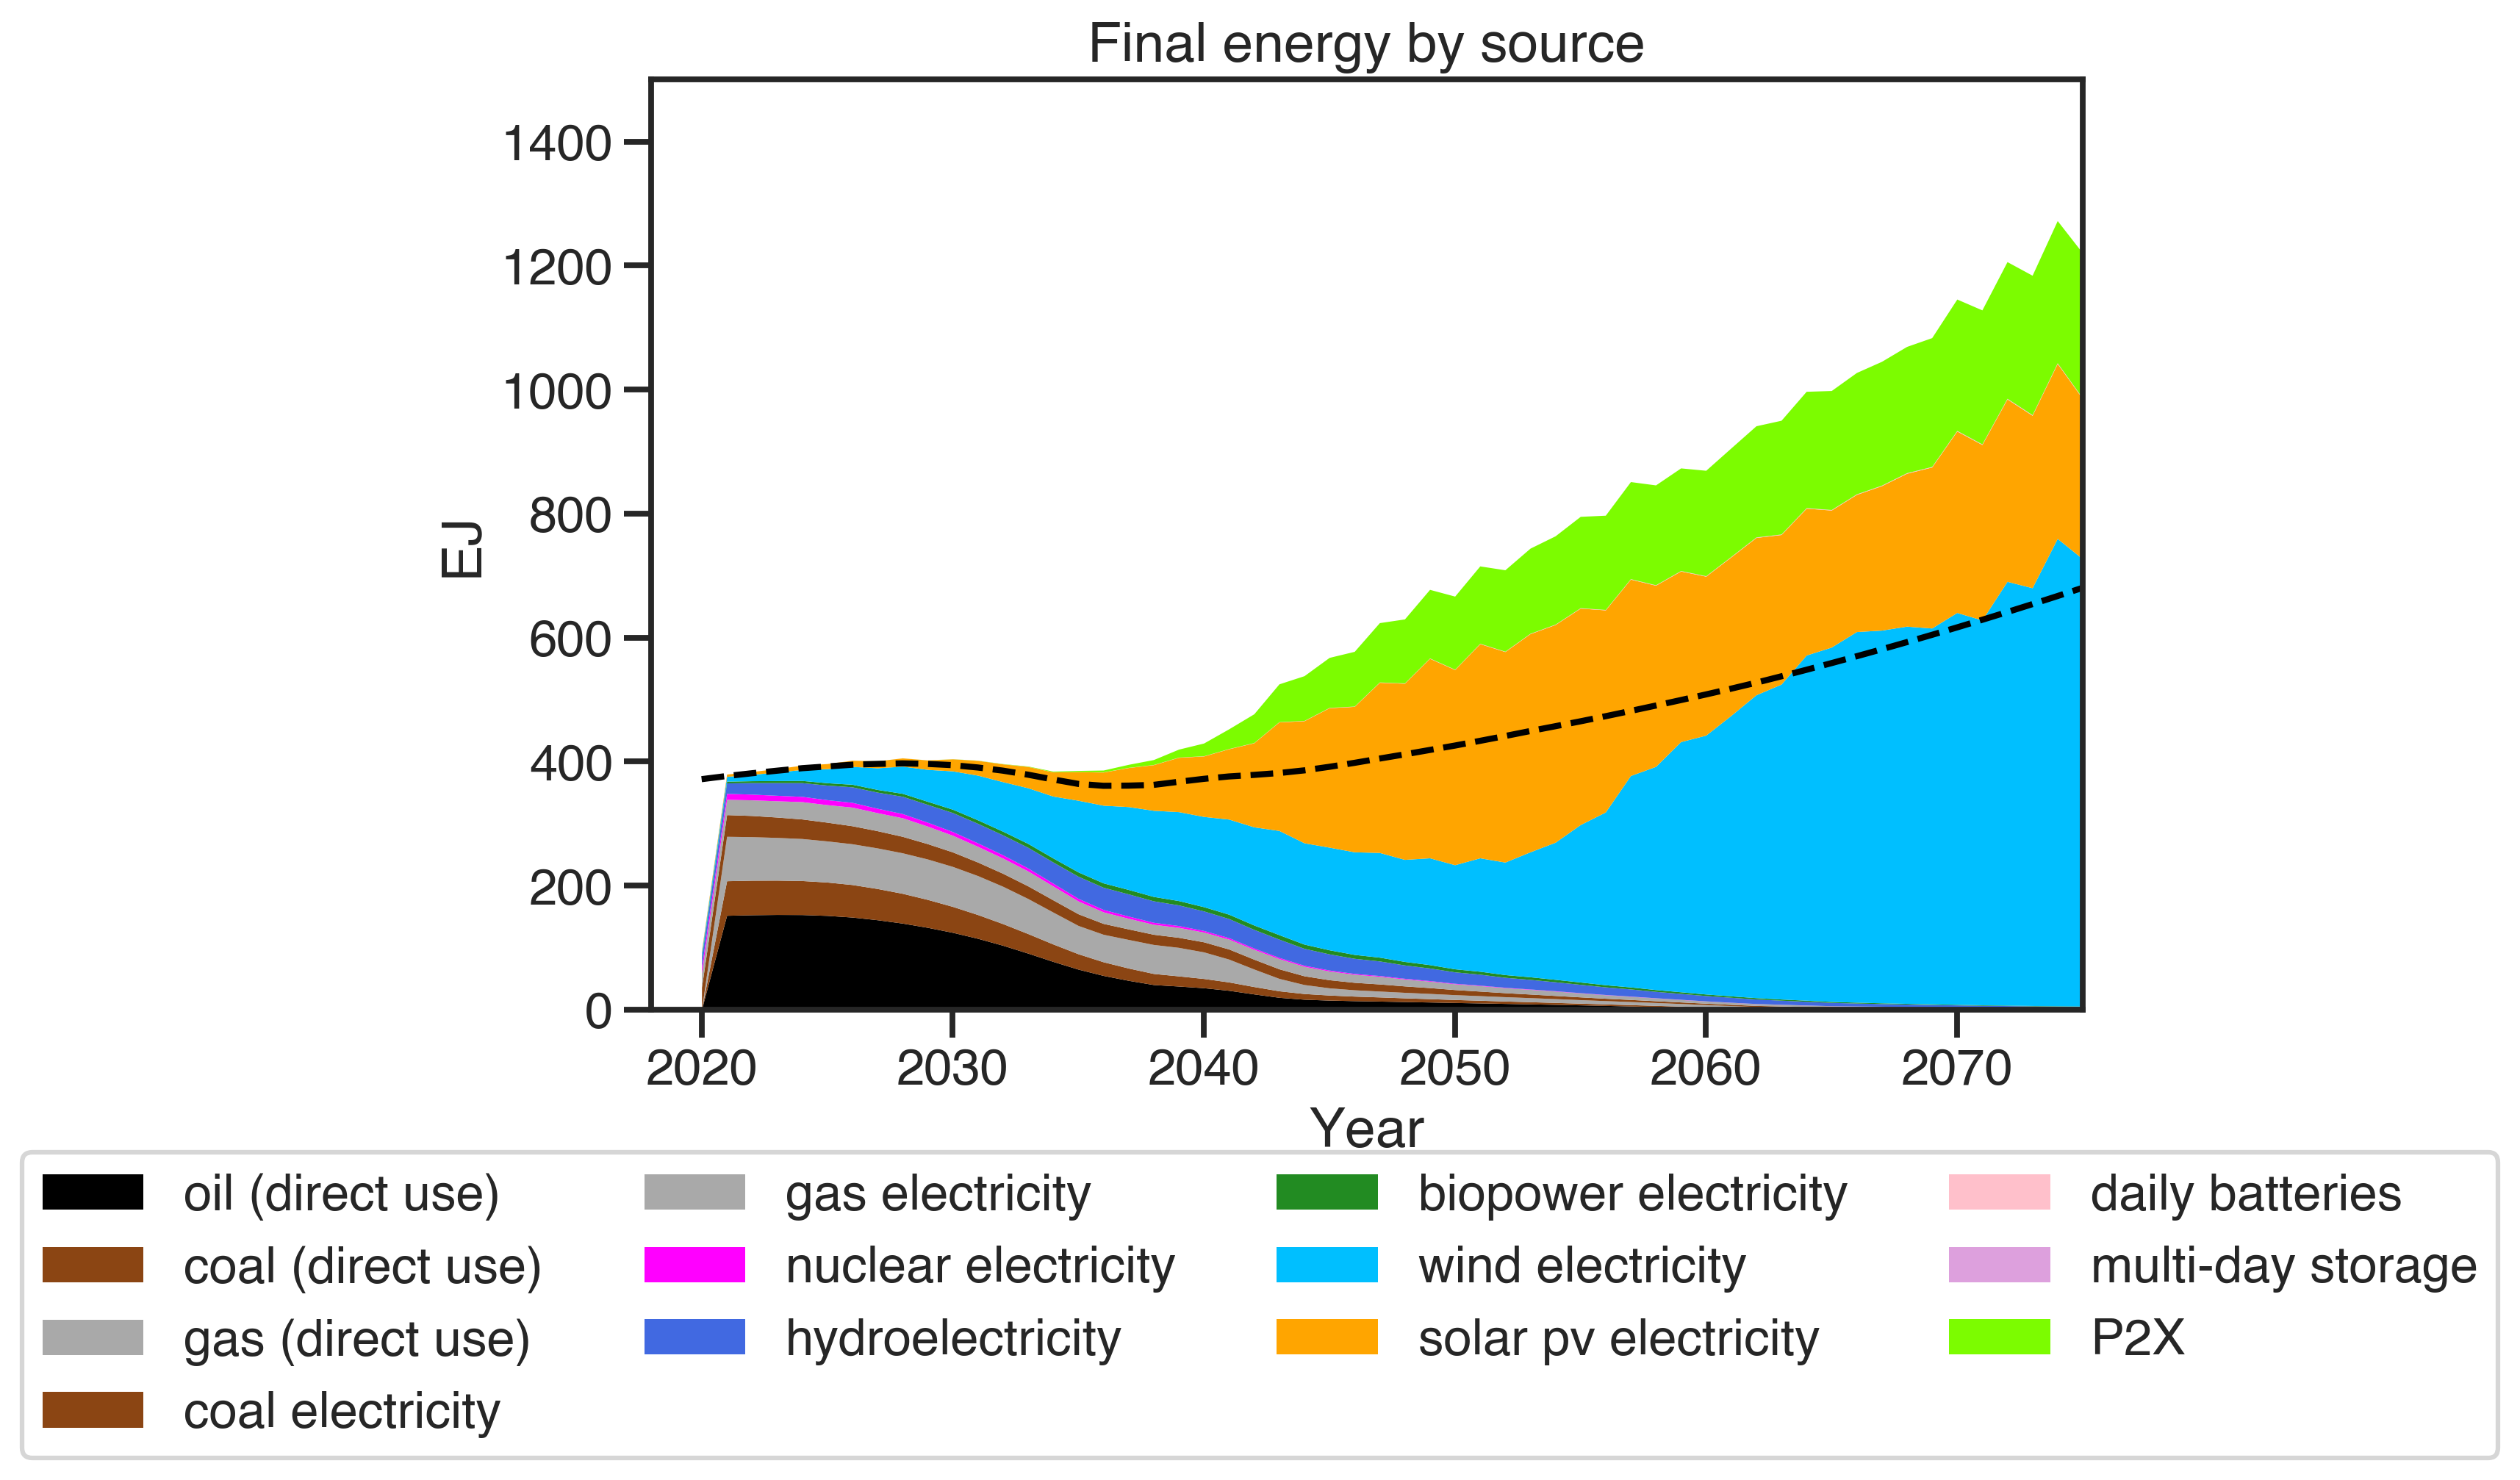 Final energy by source
1400
1200
1000
800
600
400
200
0
EJ
2020 2030 2040 2050 2060 2070
Year
oil (direct use)
coal (direct use)
gas (direct use)
coal electricity
gas electricity
nuclear electricity
hydroelectricity
biopower electricity
wind electricity
solar pv electricity
daily batteries
multi-day storage
P2X